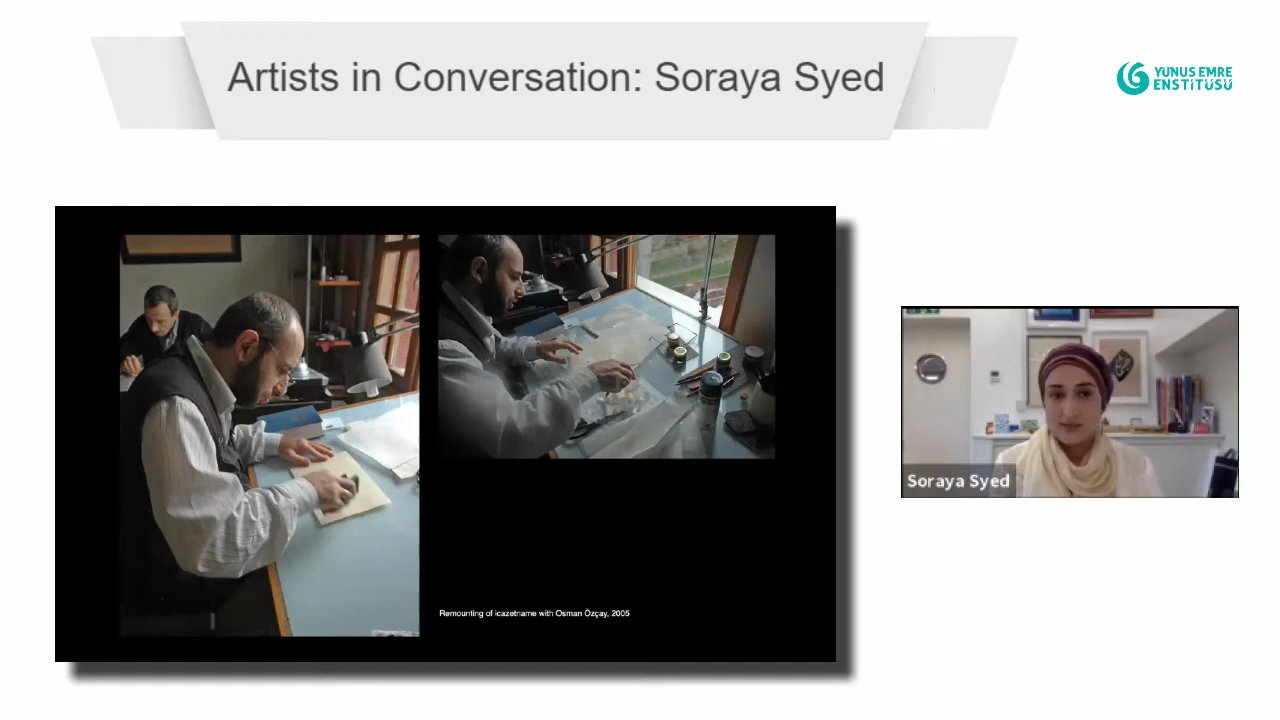 Artists in Conversation: Soraya Syed
YUNUS EMRE
ENSTİTÜSÜ
Remounting of icazetname with Osman Özçay, 2005
Soraya Syed